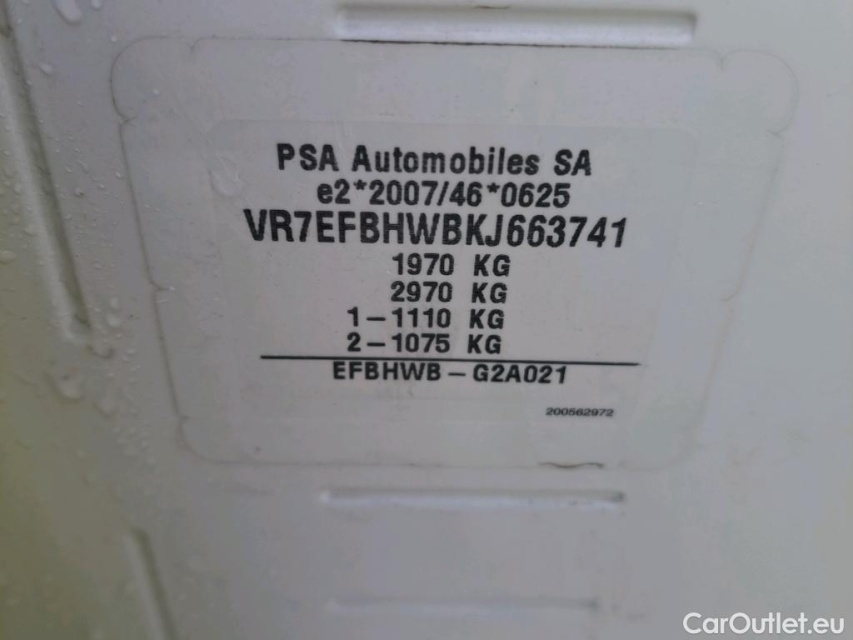 PSA Automobiles SA
e2*2007/46*0625
VR7EFBHWBKJ663741
1970 KG
2970 KG
1-1110 KG
2-1075 KG
EFBHWB-G2A021
200562972
CarOutlet.eu